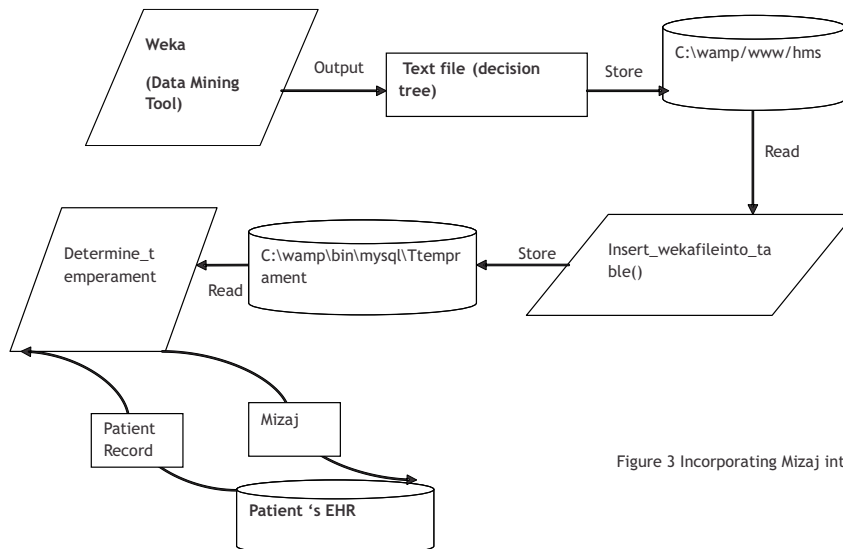 Weka
(Data Mining
Tool)
Output
Text file (decision
tree)
Store
C:\wamp/www/hms
Read
Insert_wekafileinto_ta
ble()
Store
C:\wamp\bin\mysql\Ttempr
ament
Read
Determine_t
emperament
Patient
Record
Mizaj
Patient ‘s EHR
Figure 3 Incorporating Mizaj int